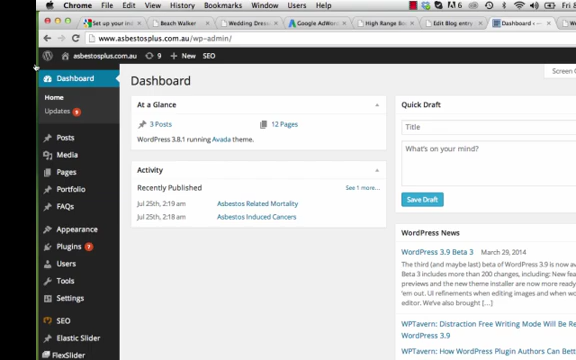 Chrome File Edit View History Bookmarks Window Help
Set up your Beach Walker Wedding Dres Google AdWor High Range B Edit Blog entry Dashboard
www.asbestosplus.com.au/wp-admin/
asbestosplus.com.au 9 + New SEO
Dashboard
Home
Updates
Posts
Media
Pages
Portfolio
FAQs
Appearance
Plugins 7
Users
Tools
Settings
SEO
Elastic Slider
FlexSlider
Dashboard
Screen
At a Glance
3 Posts 12 Pages
WordPress 3.8.1 running Avada theme.
Activity
Recently Published See 1 more...
Jul 25th, 2:19 am Asbestos Related Mortality
Jul 25th, 2:18 am Asbestos Induced Cancers
Quick Draft
Title
What's on your mind?
Save Draft
WordPress News
WordPress 3.9 Beta 3 March 29, 2014
The third (and maybe last) beta of WordPress 3.9 is now av
Beta 3 includes more than 200 changes, including: New fea
previews and the new theme installer are now more ready
'em out. UI refinements when editing images and when wo
editor. We've also brought […]
WPTavern: Distraction Free Writing Mode Will Be Re
WordPress 3.9
WPTavern: How WordPress Plugin Authors Can Bett